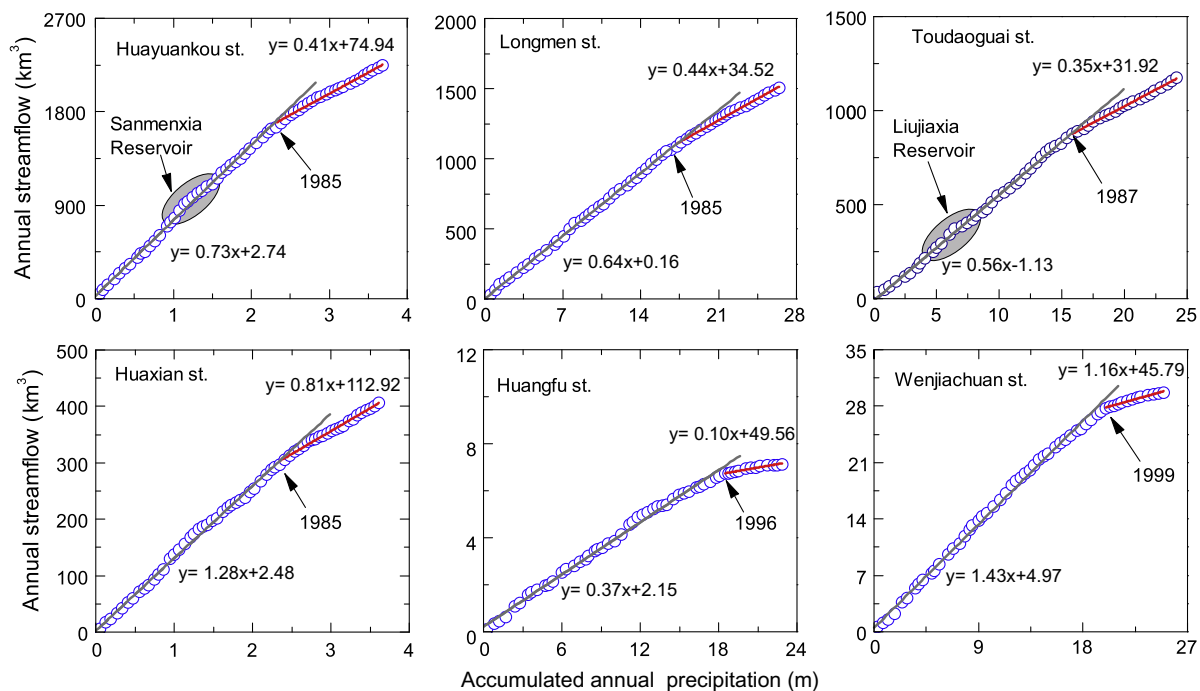 Annual streamflow (km³)
2700
1800
900
0
Huayuankou st.
y= 0.41x+74.94
Sanmenxia
Reservoir
1985
y= 0.73x+2.74
0 1 2 3 4
2000
1500
1000
500
0
Longmen st.
y= 0.44x+34.52
1985
y= 0.64x+0.16
0 7 14 21 28
1500
1000
500
0
Toudaoguai st.
y= 0.35x+31.92
Liujiaxia
Reservoir
1987
y= 0.56x-1.13
0 5 10 15 20 25
Annual streamflow (km³)
500
400
300
200
100
0
Huaxian st.
y= 0.81x+112.92
1985
y= 1.28x+2.48
0 1 2 3 4
12
8
4
0
Huangfu st.
y= 0.10x+49.56
1996
y= 0.37x+2.15
0 6 12 18 24
35
28
21
14
7
0
y= 1.16x+45.79
Wenjiachuan st.
1999
y= 1.43x+4.97
0 9 18 27
Accumulated annual precipitation (m)